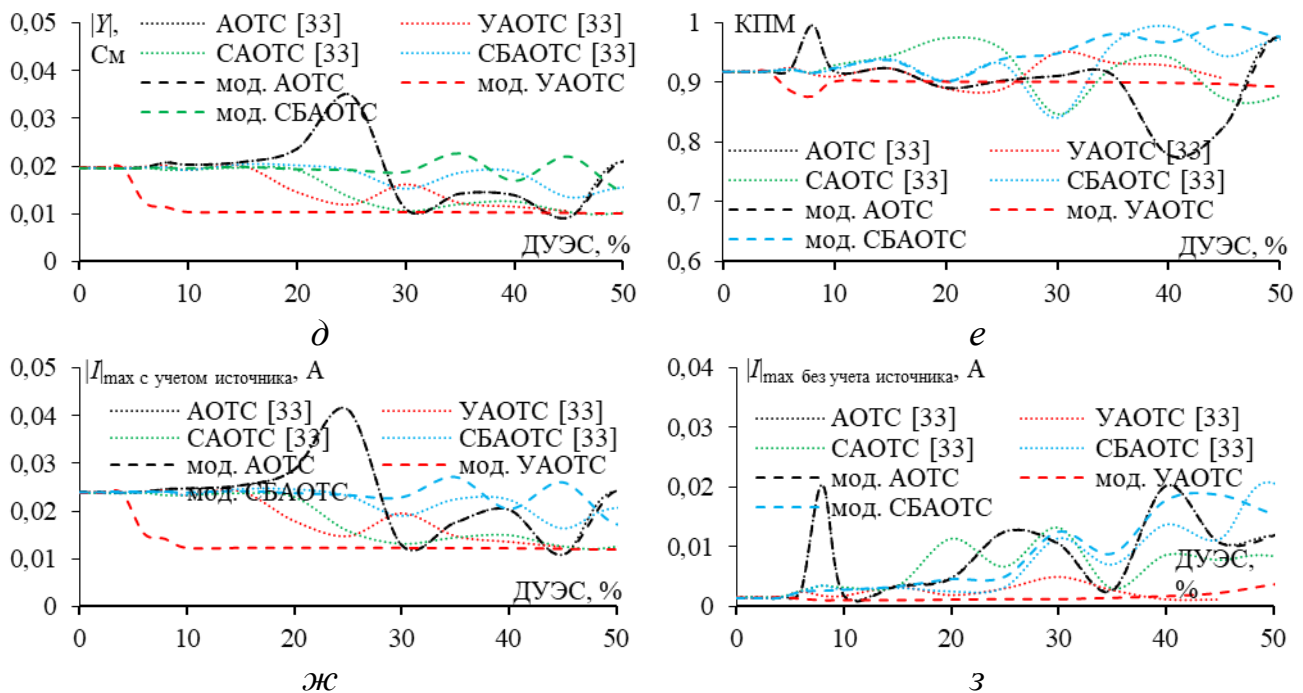 0,05 |Y|, АОТС [33] УАОТС [33]
См САОТС [33] СБАОТС [33]
0,04 мод. АОТС мод. УАОТС
мод. СБАОТС
0,03
0,02
0,01
ДУЭС, %
0
0 10 20 30 40 50
д
1 КПМ
0,9
0,8
АОТС [33] УАОТС [33]
САОТС [33] СБАОТС [33]
0,7 мод. АОТС мод. УАОТС
мод. СБАОТС ДУЭС, %
0,6
0 10 20 30 40 50
е
0,05 |I|max с учетом источника, А
0,04 АОТС [33] УАОТС [33]
САОТС [33] СБАОТС [33]
0,03 мод. АОТС мод. УАОТС
мод. СБАОТС
0,02
0,01
ДУЭС, %
0
0 10 20 30 40 50
ж
0,04 |I|max без учета источника, А
АОТС [33] УАОТС [33]
0,03
САОТС [33] СБАОТС [33]
мод. АОТС мод. УАОТС
0,02
мод. СБАОТС
0,01
ДУЭС,
%
0
0 10 20 30 40 50
з